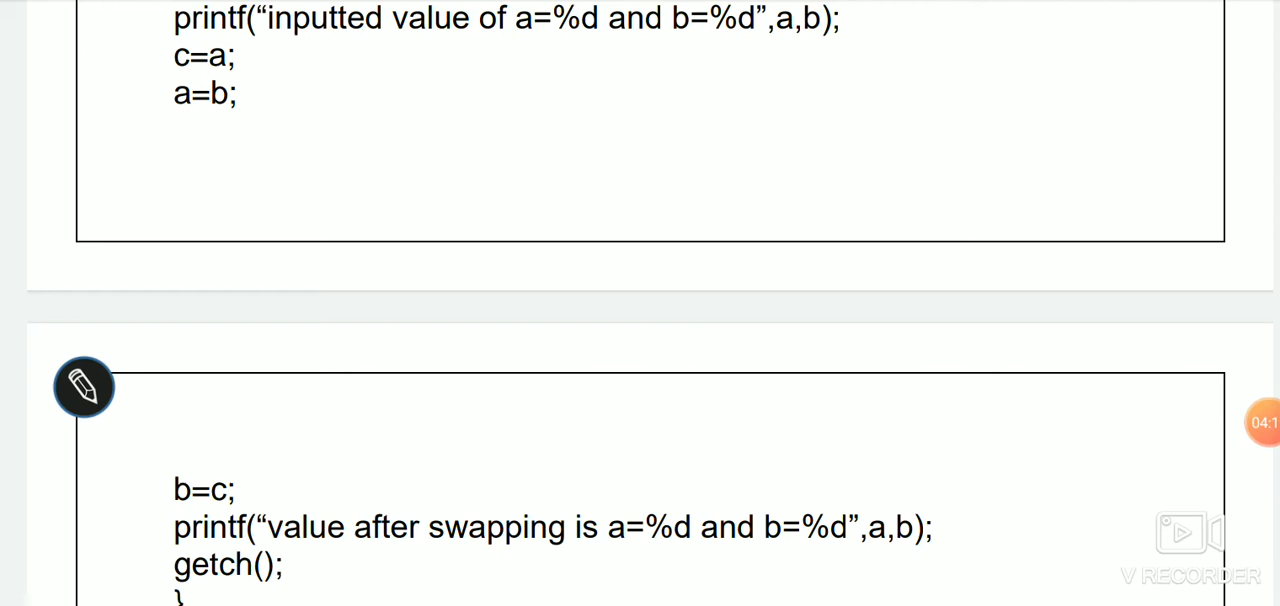 printf(“inputted value of a=%d and b=%d”,a,b);
c=a;
a=b;
04:1
b=c;
printf(“value after swapping is a=%d and b=%d”,a,b);
getch();
}
V RECORDER